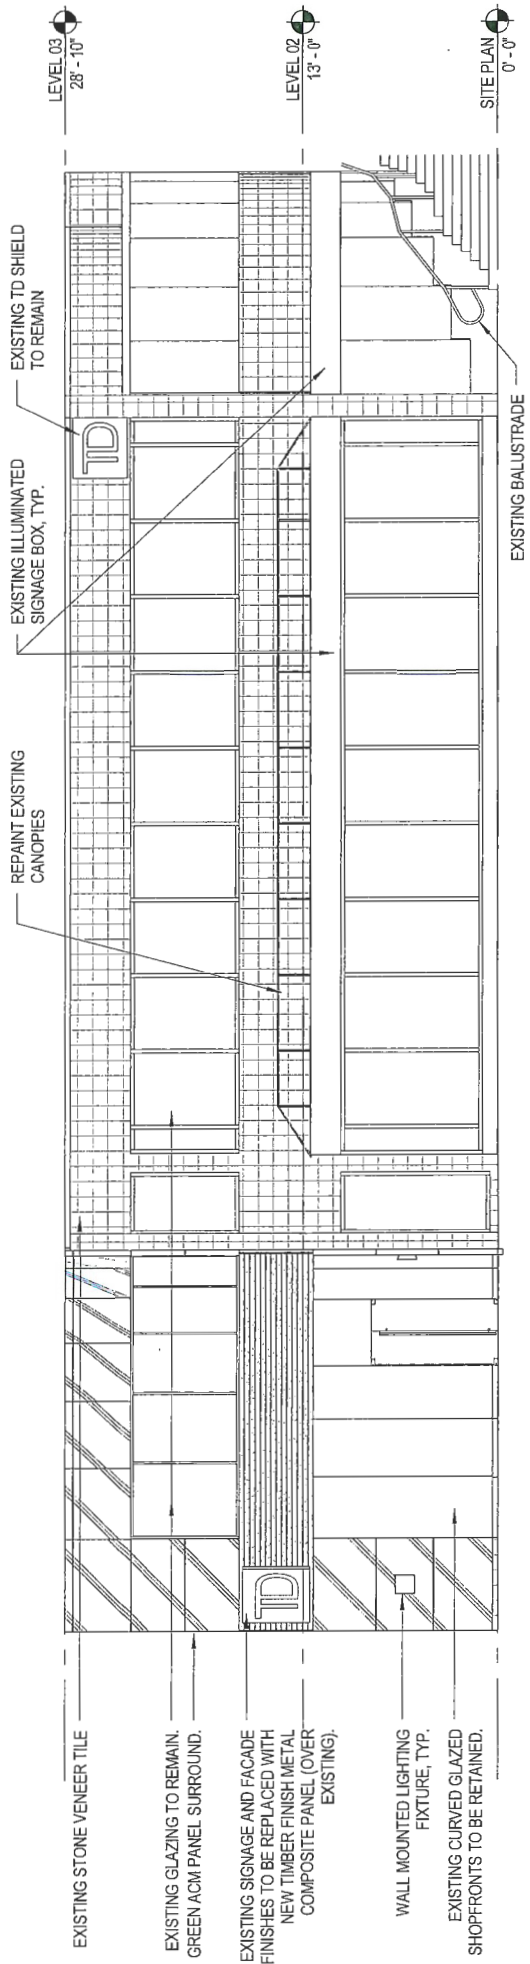 EXISTING STONE VENEER TILE
EXISTING GLAZING TO REMAIN.
GREEN ACM PANEL SURROUND.
EXISTING SIGNAGE AND FACADE
FINISHES TO BE REPLACED WITH
NEW TIMBER FINISH METAL
COMPOSITE PANEL (OVER
EXISTING).
WALL MOUNTED LIGHTING
FIXTURE, TYP.
EXISTING CURVED GLAZED
SHOPFRONTS TO BE RETAINED.
TD
REPAINT EXISTING
CANOPIES
EXISTING ILLUMINATED
SIGNAGE BOX, TYP.
EXISTING TD SHIELD
TO REMAIN
TD
EXISTING BALUSTRADE
LEVEL 03
28' - 10"
LEVEL 02
13' - 0"
SITE PLAN
0' - 0"